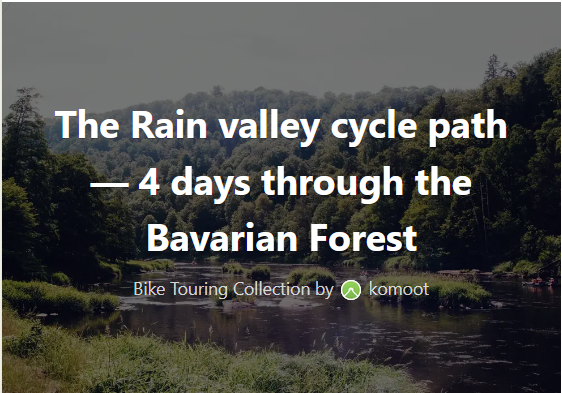 The Rain valley cycle path
— 4 days through the
Bavarian Forest
Bike Touring Collection by komoot